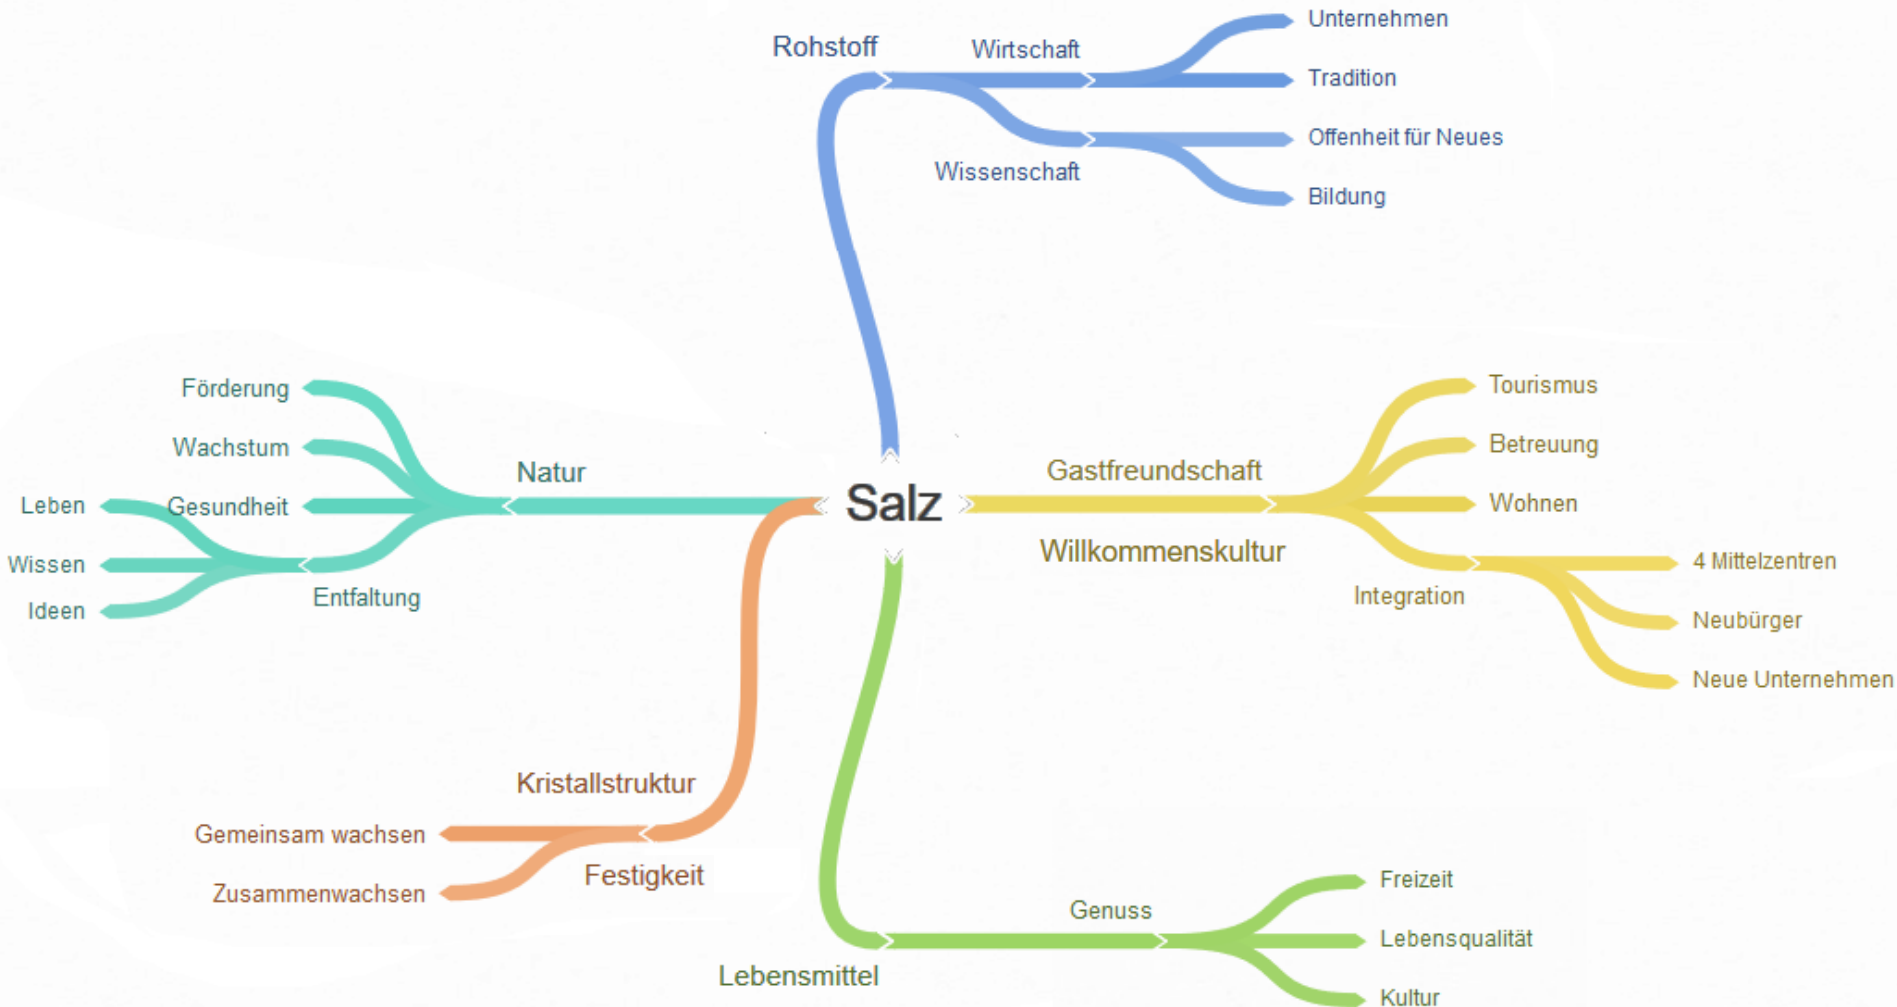 Rohstoff
Wirtschaft
Unternehmen
Tradition
Wissenschaft
Offenheit für Neues
Bildung
Salz
Gastfreundschaft
Willkommenskultur
Tourismus
Betreuung
Wohnen
Integration
4 Mittelzentren
Neubürger
Neue Unternehmen
Lebensmittel
Genuss
Freizeit
Lebensqualität
Kultur
Kristallstruktur
Festigkeit
Gemeinsam wachsen
Zusammenwachsen
Natur
Förderung
Wachstum
Gesundheit
Entfaltung
Leben
Wissen
Ideen